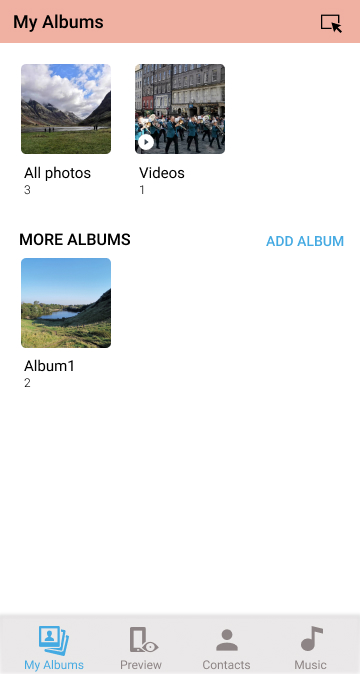 My Albums
All photos
3
Videos
1
MORE ALBUMS
ADD ALBUM
Album1
2
My Albums
Preview
Contacts
Music